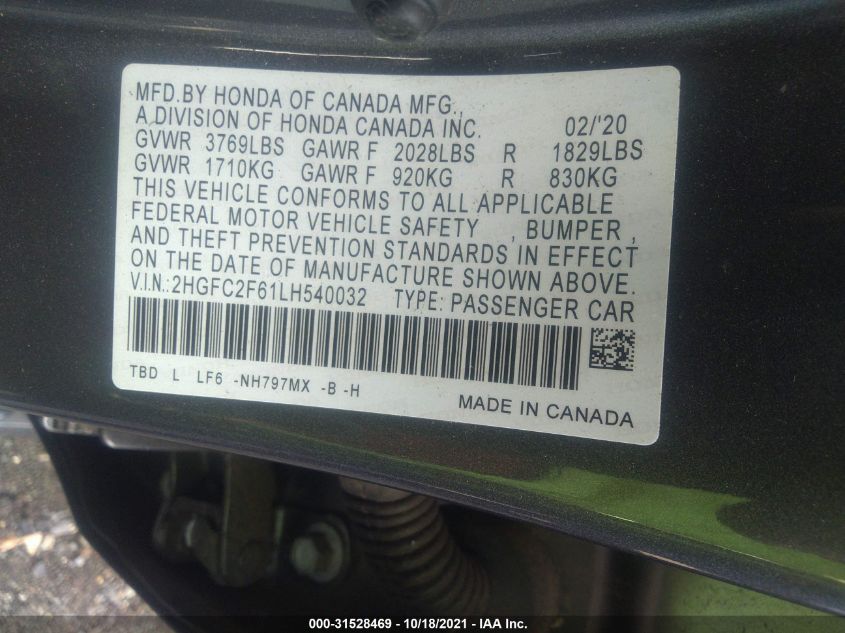 MFD.BY HONDA OF CANADA MFG.,
A DIVISION OF HONDA CANADA INC. 02/'20
GVWR 3769LBS GAWR F 2028LBS R 1829LBS
GVWR 1710KG GAWR F 920KG R 830KG
THIS VEHICLE CONFORMS TO ALL APPLICABLE
FEDERAL MOTOR VEHICLE SAFETY , BUMPER ,
AND THEFT PREVENTION STANDARDS IN EFFECT
ON THE DATE OF MANUFACTURE SHOWN ABOVE.
V.I.N.:2HGFC2F61LH540032 TYPE: PASSENGER CAR
TBD L LF6 -NH797MX -B -H
MADE IN CANADA
000-31528469 - 10/18/2021 - IAA Inc.